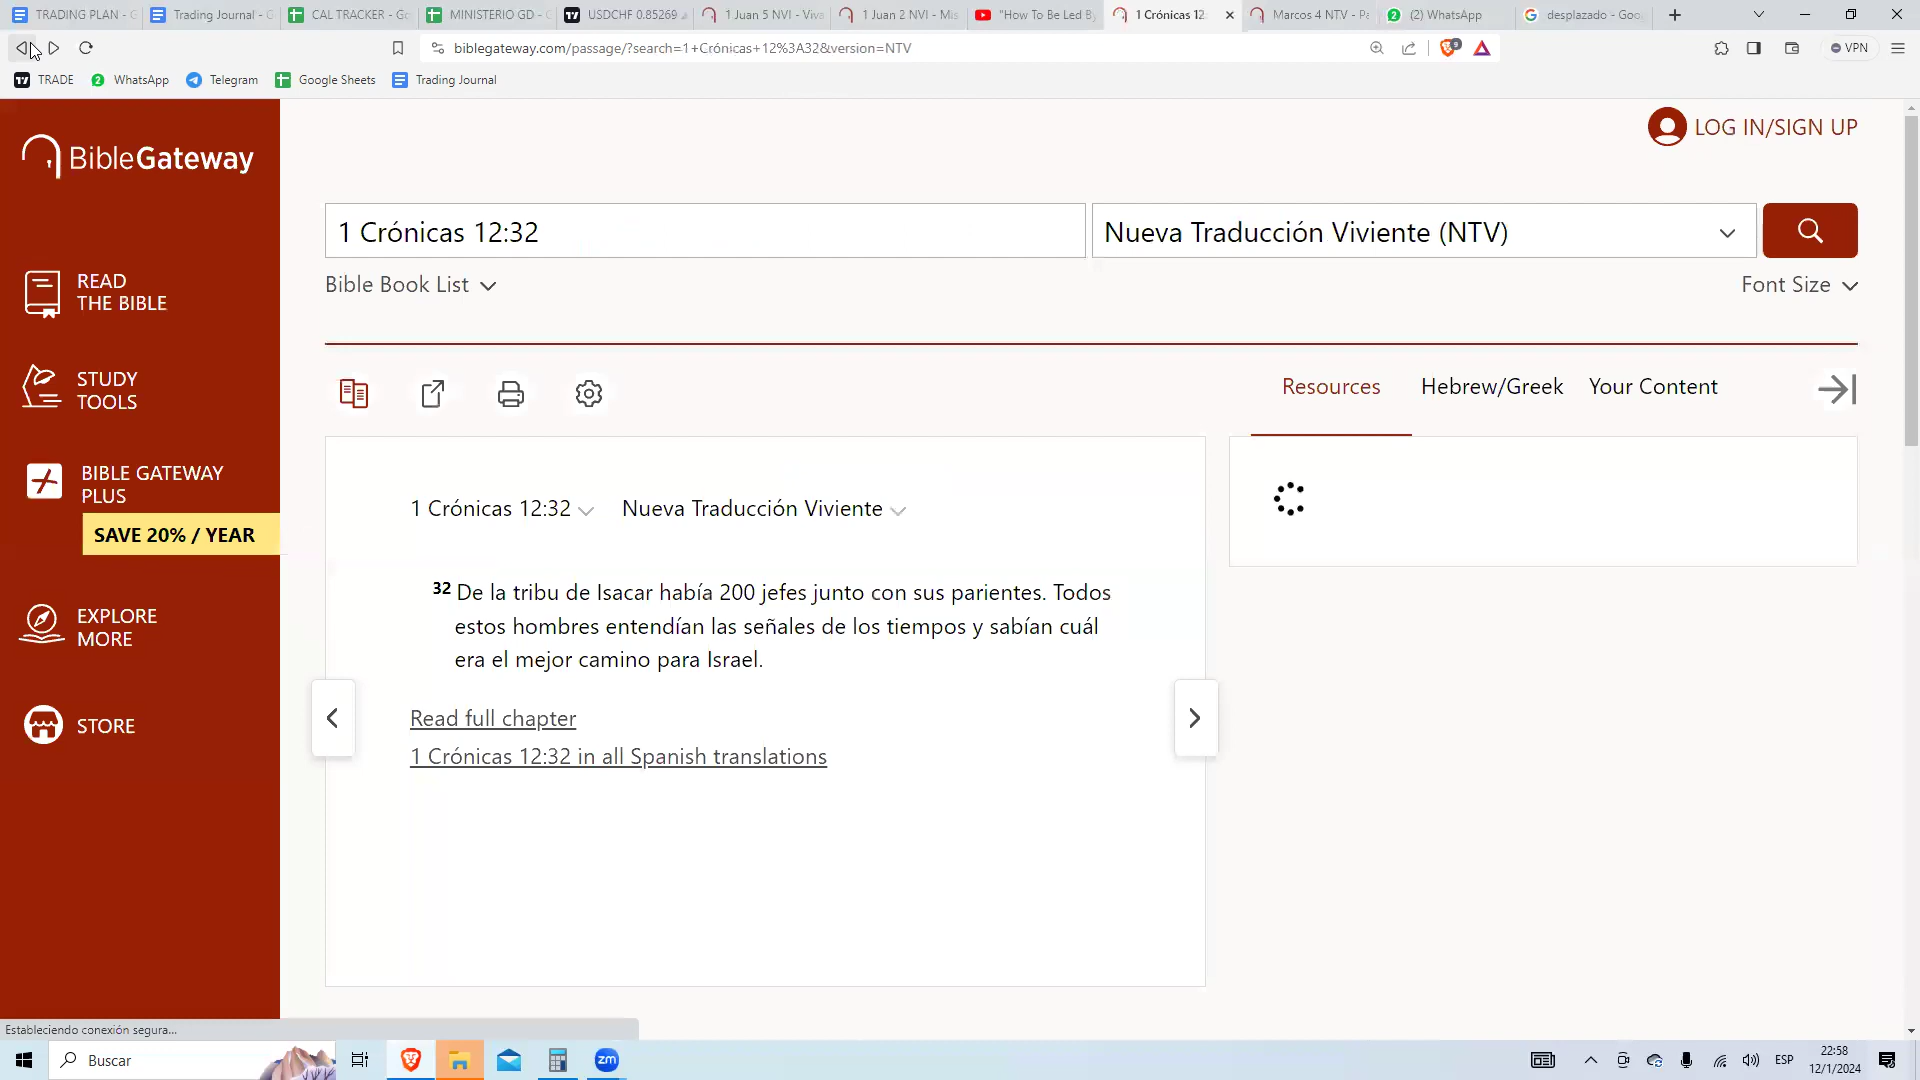 TRADING PLAN - G
Trading Journal - G
CAL TRACKER - Go
MINISTERIO GD - G
USDCHF 0.85269
1 Juan 5 NVI - Viva
1 Juan 2 NVI - Mis
"How To Be Led By
1 Crónicas 12:
Marcos 4 NTV - Pa
(2) WhatsApp
desplazado - Goo
biblegateway.com/passage/?search=1+Crónicas+12%3A32&version=NTV
9
VPN
TRADE
2 WhatsApp
Telegram
Google Sheets
Trading Journal
BibleGateway
LOG IN/SIGN UP
1 Crónicas 12:32
Nueva Traducción Viviente (NTV)
Bible Book List
Font Size
READ
THE BIBLE
STUDY
TOOLS
BIBLE GATEWAY
PLUS
SAVE 20% / YEAR
EXPLORE
MORE
STORE
Resources
Hebrew/Greek
Your Content
1 Crónicas 12:32
Nueva Traducción Viviente
32 De la tribu de Isacar había 200 jefes junto con sus parientes. Todos
estos hombres entendían las señales de los tiempos y sabían cuál
era el mejor camino para Israel.
Read full chapter
1 Crónicas 12:32 in all Spanish translations
Estableciendo conexión segura...
Buscar
zm
ESP
22:58
12/1/2024